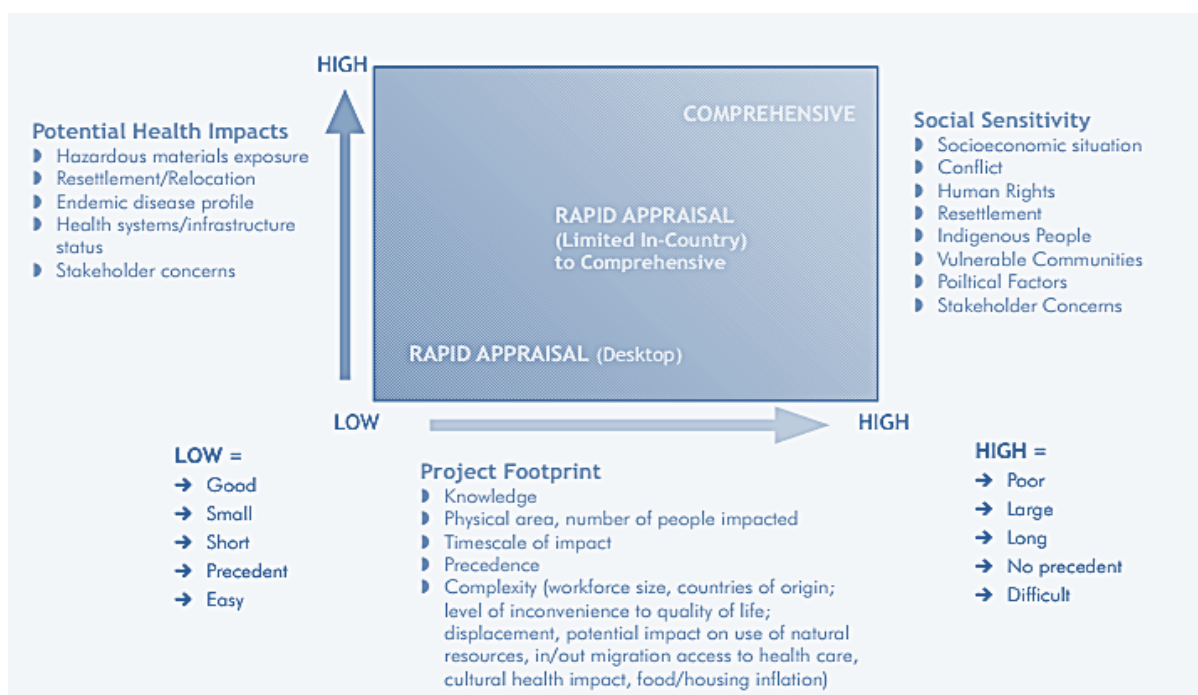 HIGH
Potential Health Impacts
Hazardous materials exposure
Resettlement/Relocation
Endemic disease profile
Health systems/infrastructure
status
Stakeholder concerns
COMPREHENSIVE
RAPID APPRAISAL
(Limited In-Country)
to Comprehensive
RAPID APPRAISAL (Desktop)
Social Sensitivity
Socioeconomic situation
Conflict
Human Rights
Resettlement
Indigenous People
Vulnerable Communities
Poiltical Factors
Stakeholder Concerns
LOW
HIGH
LOW =
Good
Small
Short
Precedent
Easy
Project Footprint
Knowledge
Physical area, number of people impacted
Timescale of impact
Precedence
Complexity (workforce size, countries of origin;
level of inconvenience to quality of life;
displacement, potential impact on use of natural
resources, in/out migration access to health care,
cultural health impact, food/housing inflation)
HIGH =
Poor
Large
Long
No precedent
Difficult